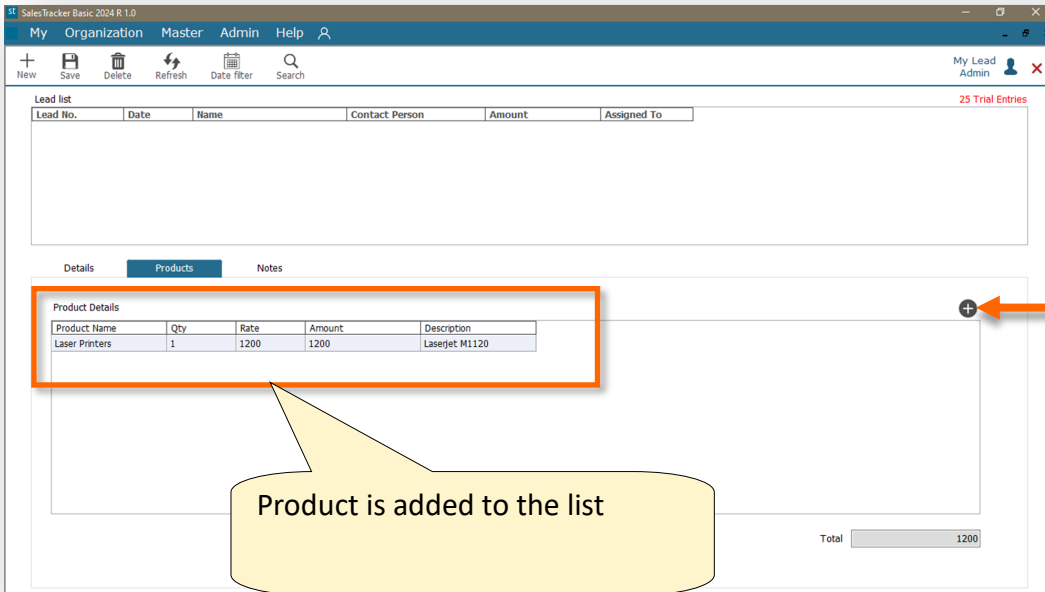 st SalesTracker Basic 2024 R 1.0
My Organization Master Admin Help
New Save Delete Refresh Date filter Search
My Lead
Admin
Lead list
25 Trial Entries
Lead No. Date Name Contact Person Amount Assigned To
Details Products Notes
Product Details
Product Name Qty Rate Amount Description
Laser Printers 1 1200 1200 Laserjet M1120
Product is added to the list
Total 1200